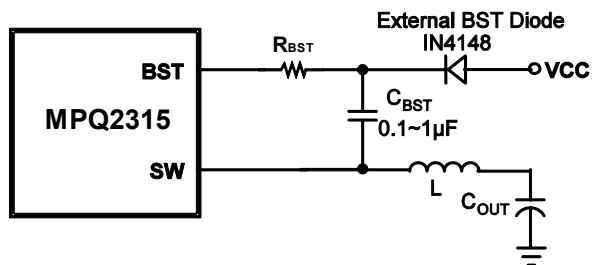 External BST Diode
IN4148
RBST
BST
VCC
CBST
0.1~1µF
MPQ2315
SW
L
COUT